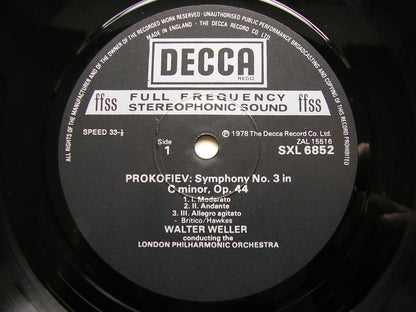 ALL RIGHTS OF THE MANUFACTURER AND OF THE OWNER OF THE RECORDED WORK RESERVED · UNAUTHORISED PUBLIC PERFORMANCE BROADCASTING AND COPYING OF THIS RECORD PROHIBITED
MADE IN ENGLAND · THE DECCA RECORD CO LTD
DECCA
REGD
ffss FULL FREQUENCY ffss
STEREOPHONIC SOUND
SPEED 33-⅓
Side
1
Ⓟ 1978 The Decca Record Co. Ltd.
ZAL 15516
SXL 6852
PROKOFIEV: Symphony No. 3 in
C minor, Op. 44
1. I. Moderato
2. II. Andante
3. III. Allegro agitato
- Britico/Hawkes
WALTER WELLER
conducting the
LONDON PHILHARMONIC ORCHESTRA